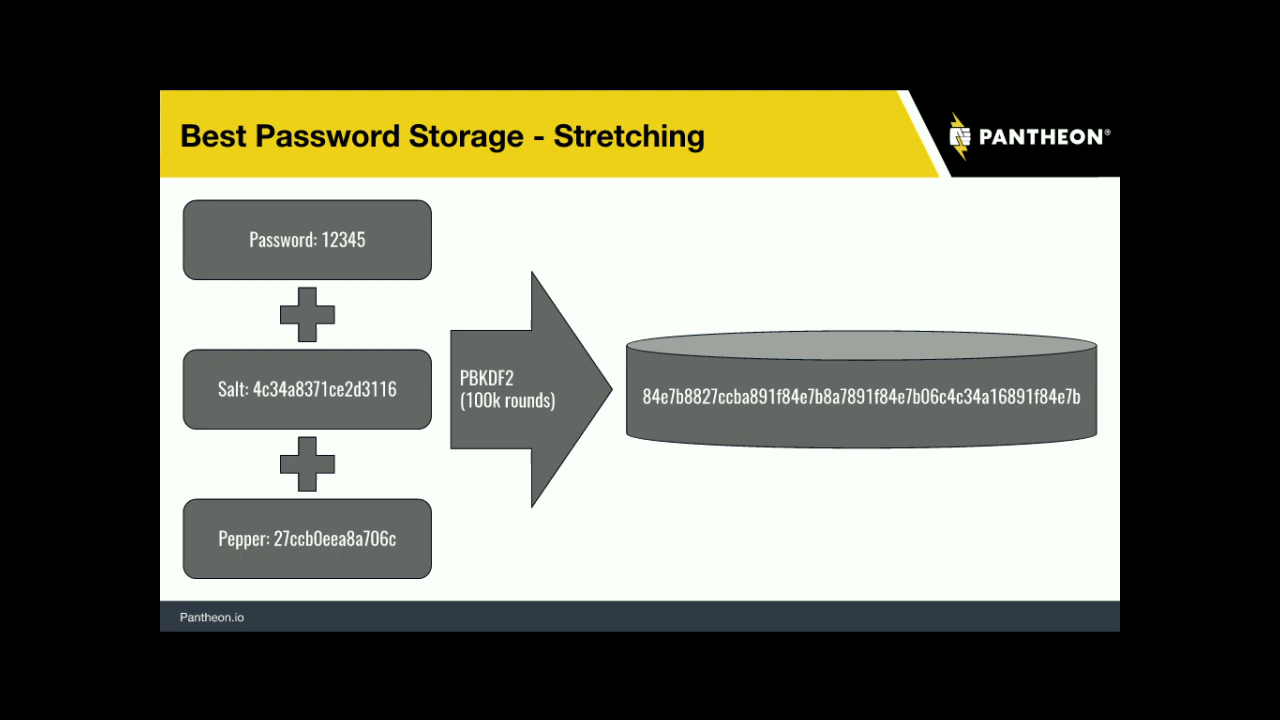 Best Password Storage - Stretching
PANTHEON®
Password: 12345
Salt: 4c34a8371ce2d3116
Pepper: 27ccb0eea8a706c
PBKDF2
(100k rounds)
84e7b8827ccba891f84e7b8a7891f84e7b06c4c34a16891f84e7b
Pantheon.io